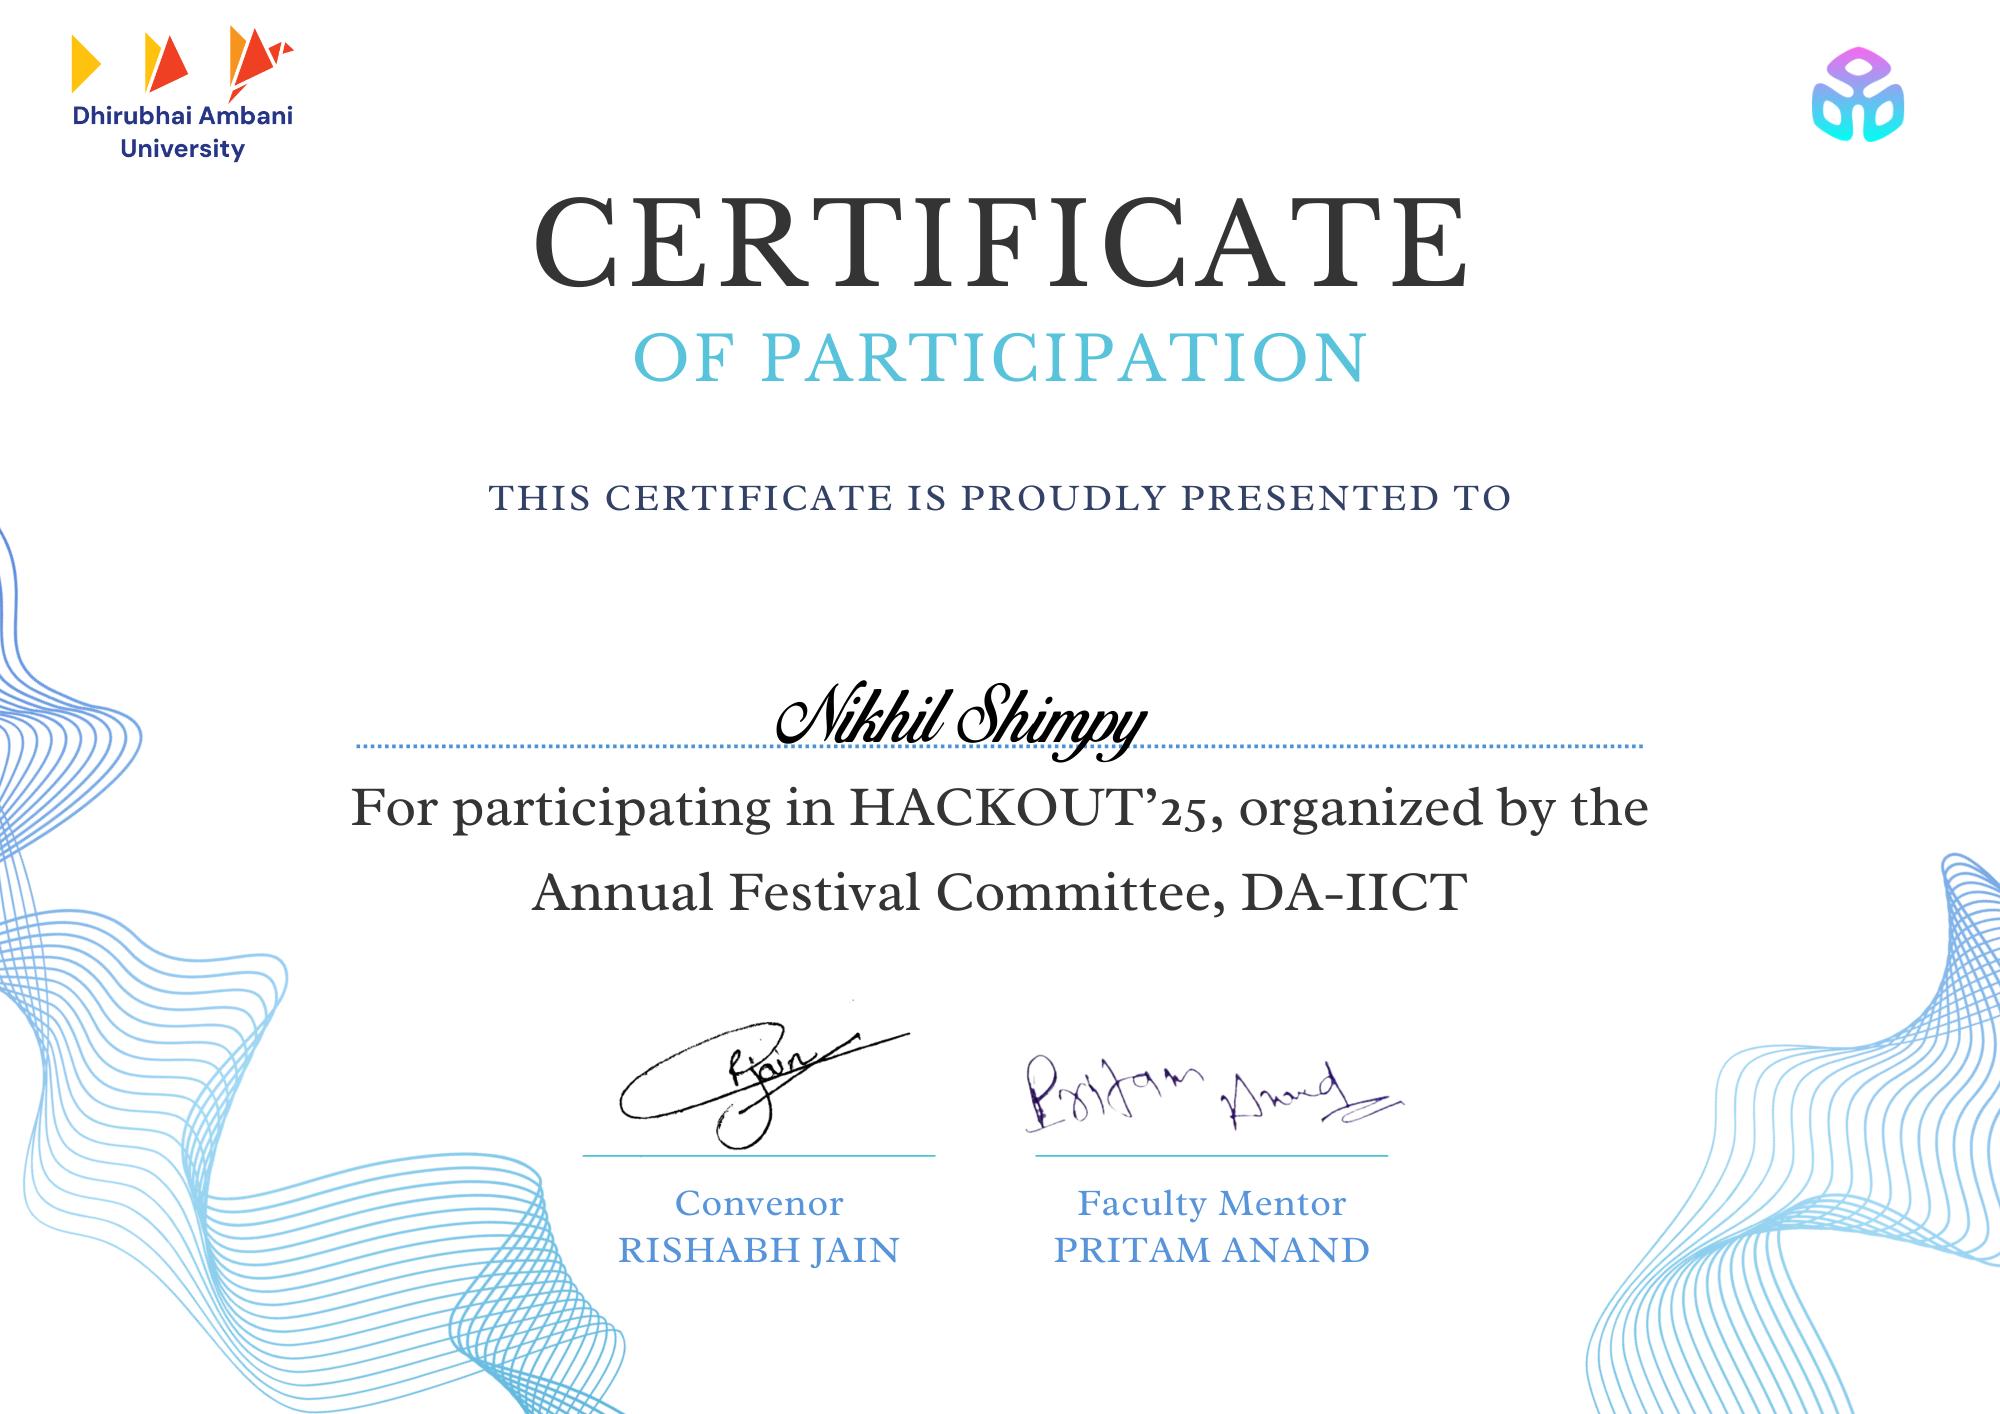 Dhirubhai Ambani
University
CERTIFICATE
OF PARTICIPATION
THIS CERTIFICATE IS PROUDLY PRESENTED TO
Nikhil Shimpy
For participating in HACKOUT’25, organized by the
Annual Festival Committee, DA-IICT
RJain
Pritam Anand
Convenor
RISHABH JAIN
Faculty Mentor
PRITAM ANAND